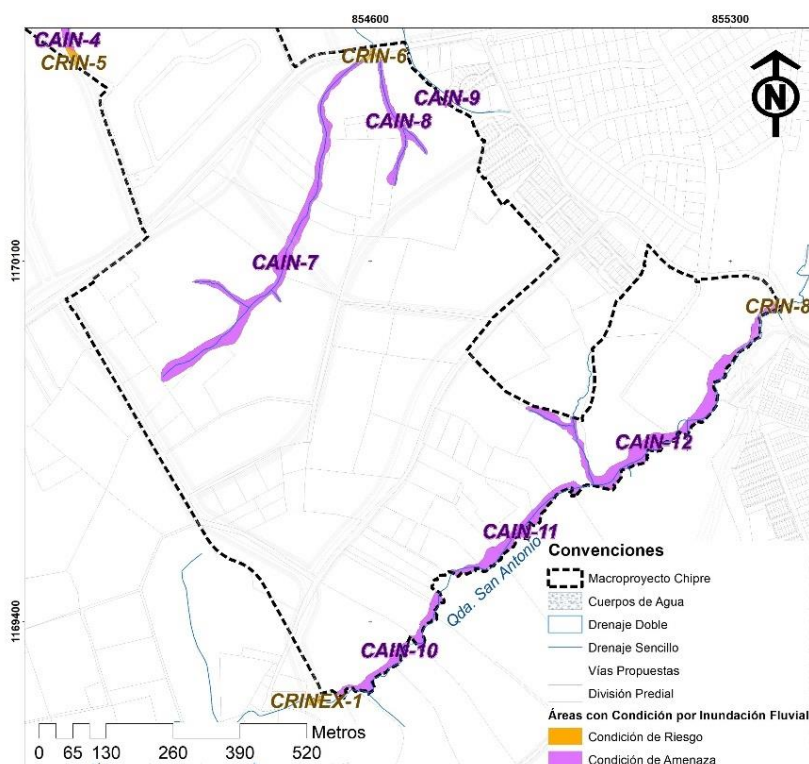 854600
855300
CAIN-4
CRIN-5
CRIN-6
CAIN-9
CAIN-8
N
1170100
CAIN-7
CRIN-8
CAIN-12
CAIN-11
Qda. San Antonio
1169400
CAIN-10
CRINEX-1
Metros
0 65 130 260 390 520
Convenciones
Macroproyecto Chipre
Cuerpos de Agua
Drenaje Doble
Drenaje Sencillo
Vías Propuestas
División Predial
Áreas con Condición por Inundación Fluvial
Condición de Riesgo
Condición de Amenaza